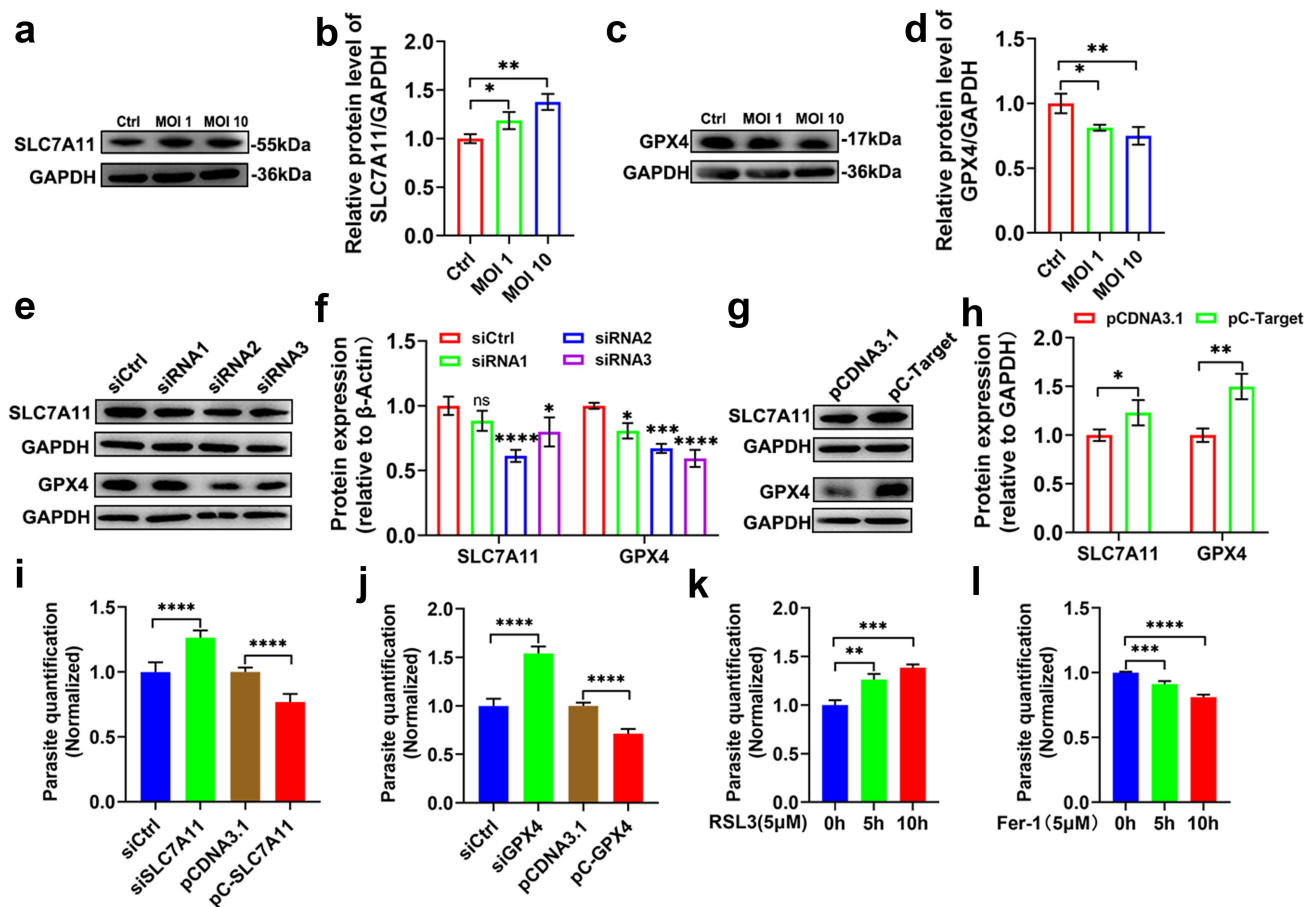 a
Ctrl MOI 1 MOI 10
SLC7A11 -55kDa
GAPDH -36kDa
b
Relative protein level of
SLC7A11/GAPDH
2.0
1.5
1.0
0.5
0.0
**
*
Ctrl MOI 1 MOI 10
c
Ctrl MOI 1 MOI 10
GPX4 -17kDa
GAPDH -36kDa
d
Relative protein level of
GPX4/GAPDH
1.5
1.0
0.5
0.0
**
*
Ctrl MOI 1 MOI 10
e
siCtrl siRNA1 siRNA2 siRNA3
SLC7A11
GAPDH
GPX4
GAPDH
f
siCtrl siRNA2
siRNA1 siRNA3
Protein expression
(relative to β-Actin)
1.5
1.0
0.5
0.0
ns **** * * *** ****
SLC7A11 GPX4
g
pCDNA3.1 pC-Target
SLC7A11
GAPDH
GPX4
GAPDH
h
pCDNA3.1 pC-Target
Protein expression
(relative to GAPDH)
2.0
1.5
1.0
0.5
0.0
* **
SLC7A11 GPX4
i
Parasite quantification
(Normalized)
1.5
1.0
0.5
0.0
**** ****
siCtrl siSLC7A11 pCDNA3.1 pC-SLC7A11
j
Parasite quantification
(Normalized)
2.0
1.5
1.0
0.5
0.0
**** ****
siCtrl siGPX4 pCDNA3.1 pC-GPX4
k
Parasite quantification
(Normalized)
2.0
1.5
1.0
0.5
0.0
***
**
RSL3(5μM) 0h 5h 10h
l
Parasite quantification
(Normalized)
1.5
1.0
0.5
0.0
****
***
Fer-1(5μM) 0h 5h 10h